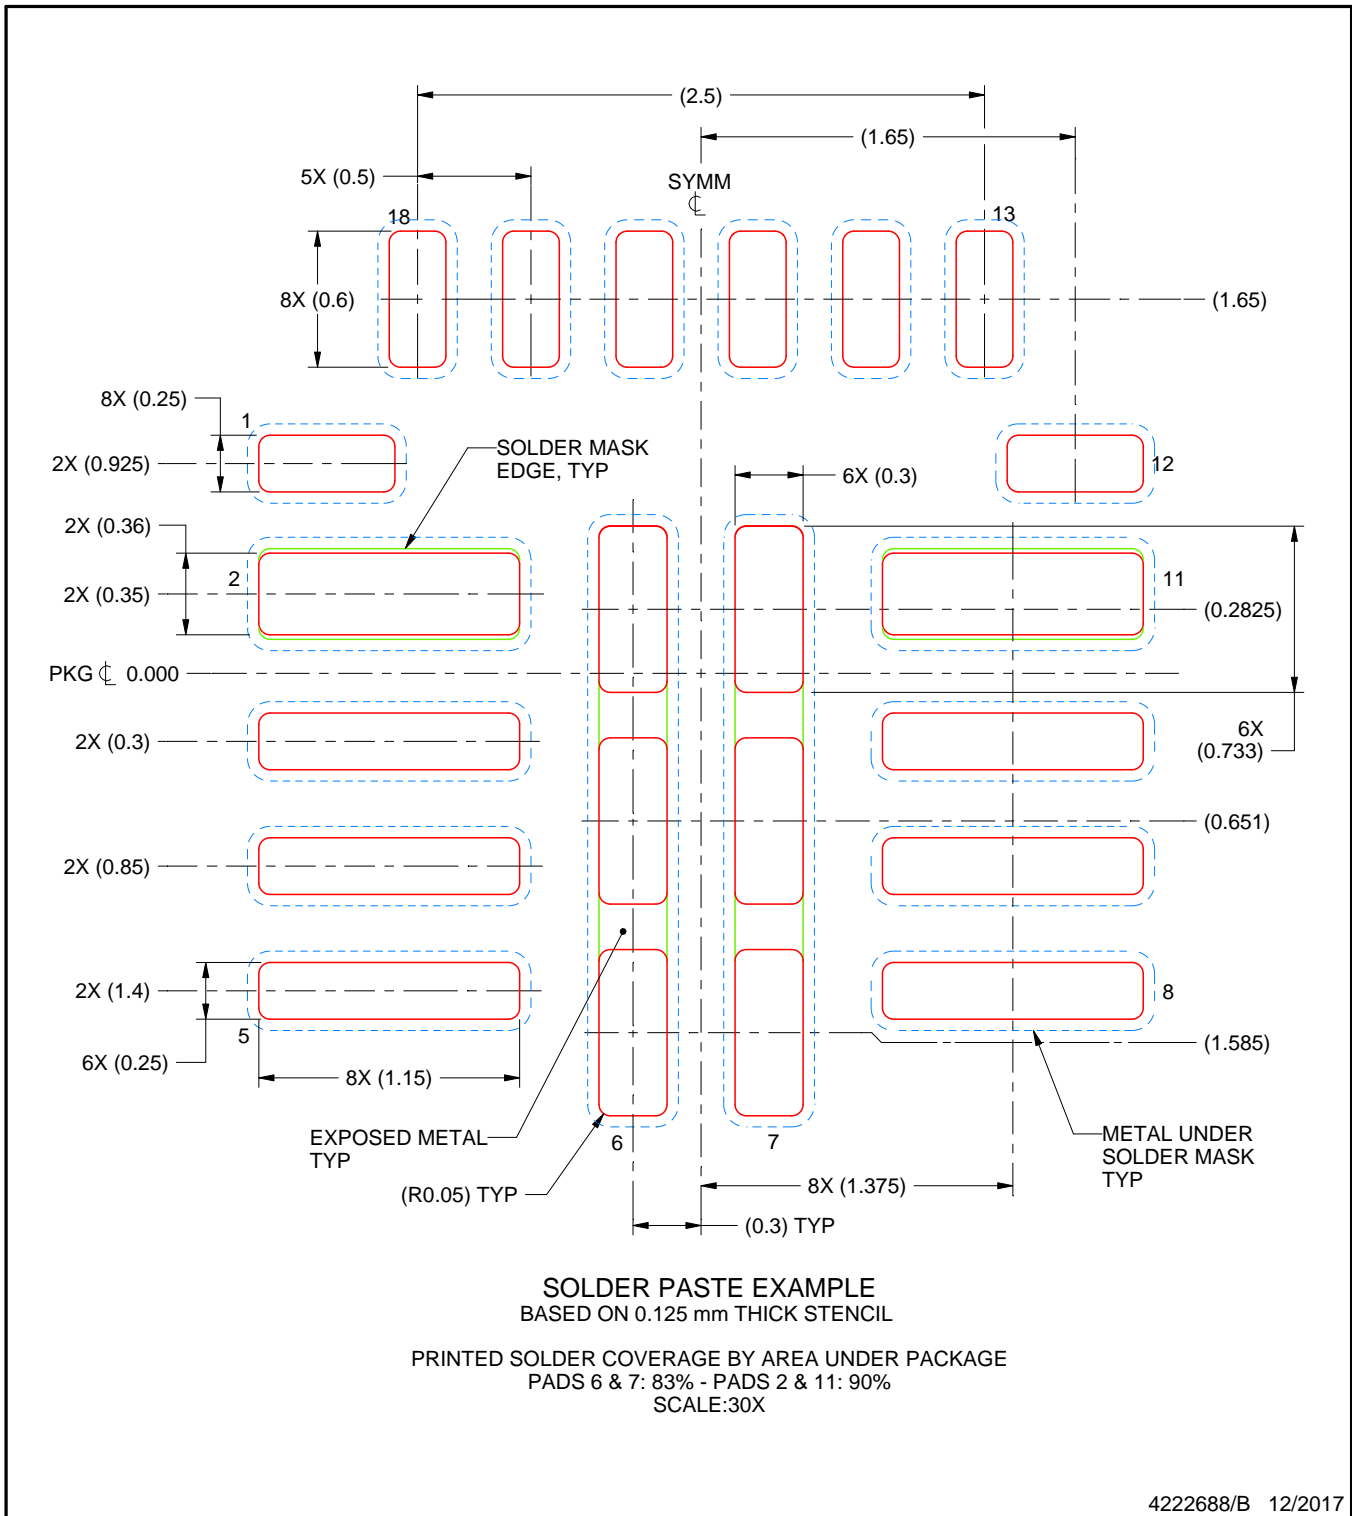 (2.5)
(1.65)
5X (0.5)
SYMM
℄
18
13
8X (0.6)
(1.65)
8X (0.25)
1
SOLDER MASK
EDGE, TYP
2X (0.925)
12
6X (0.3)
2X (0.36)
2
11
2X (0.35)
(0.2825)
PKG ℄ 0.000
2X (0.3)
6X
(0.733)
(0.651)
2X (0.85)
2X (1.4)
8
5
(1.585)
6X (0.25)
8X (1.15)
EXPOSED METAL
TYP
6
7
METAL UNDER
SOLDER MASK
TYP
8X (1.375)
(R0.05) TYP
(0.3) TYP
SOLDER PASTE EXAMPLE
BASED ON 0.125 mm THICK STENCIL
PRINTED SOLDER COVERAGE BY AREA UNDER PACKAGE
PADS 6 & 7: 83% - PADS 2 & 11: 90%
SCALE:30X
4222688/B 12/2017